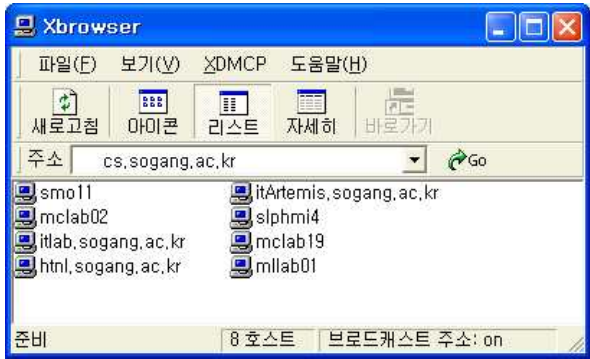 Xbrowser
파일(F) 보기(V) XDMCP 도움말(H)
새로고침 아이콘 리스트 자세히 바로가기
주소 cs.sogang.ac.kr Go
smo11 itArtemis.sogang.ac.kr
mclab02 slphmi4
itlab.sogang.ac.kr mclab19
htnl.sogang.ac.kr mllab01
준비 8 호스트 브로드캐스트 주소: on